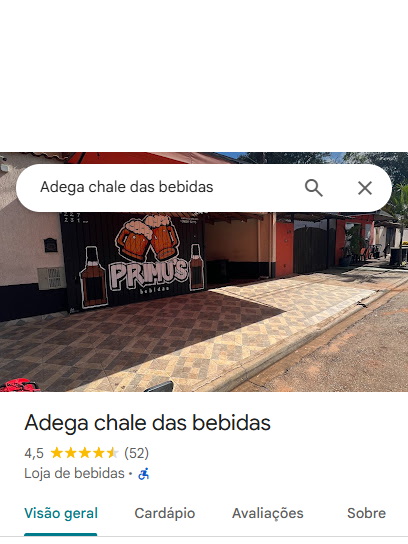 Adega chale das bebidas
PRIMU'S
bebidas
Adega chale das bebidas
4,5 (52)
Loja de bebidas ·
Visão geral Cardápio Avaliações Sobre